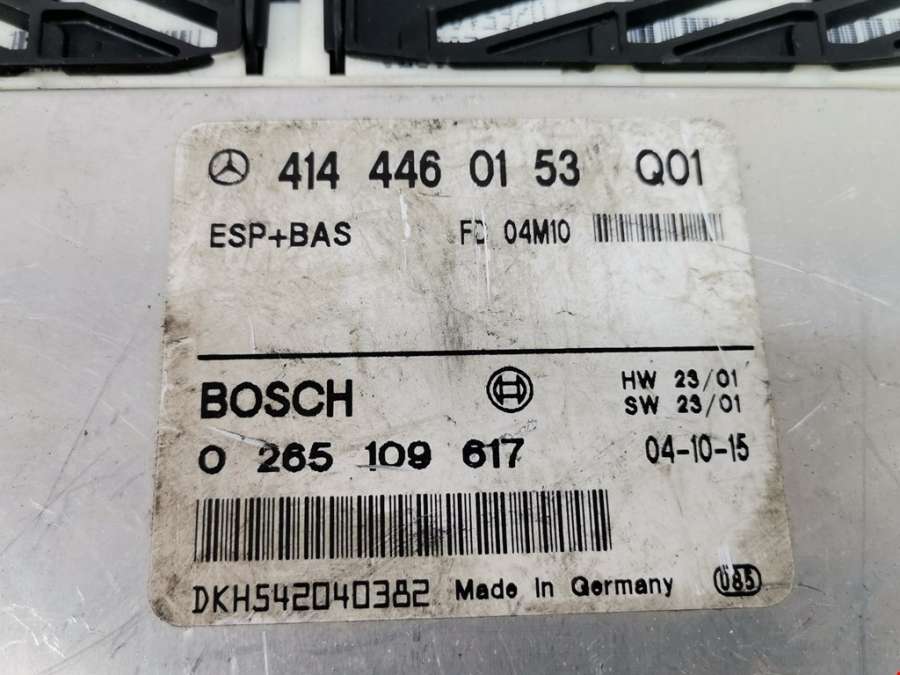 414 446 01 53 Q01
ESP+BAS FD 04M10
BOSCH HW 23/01
SW 23/01
0 265 109 617 04-10-15
DKH542040382 Made In Germany Ü85